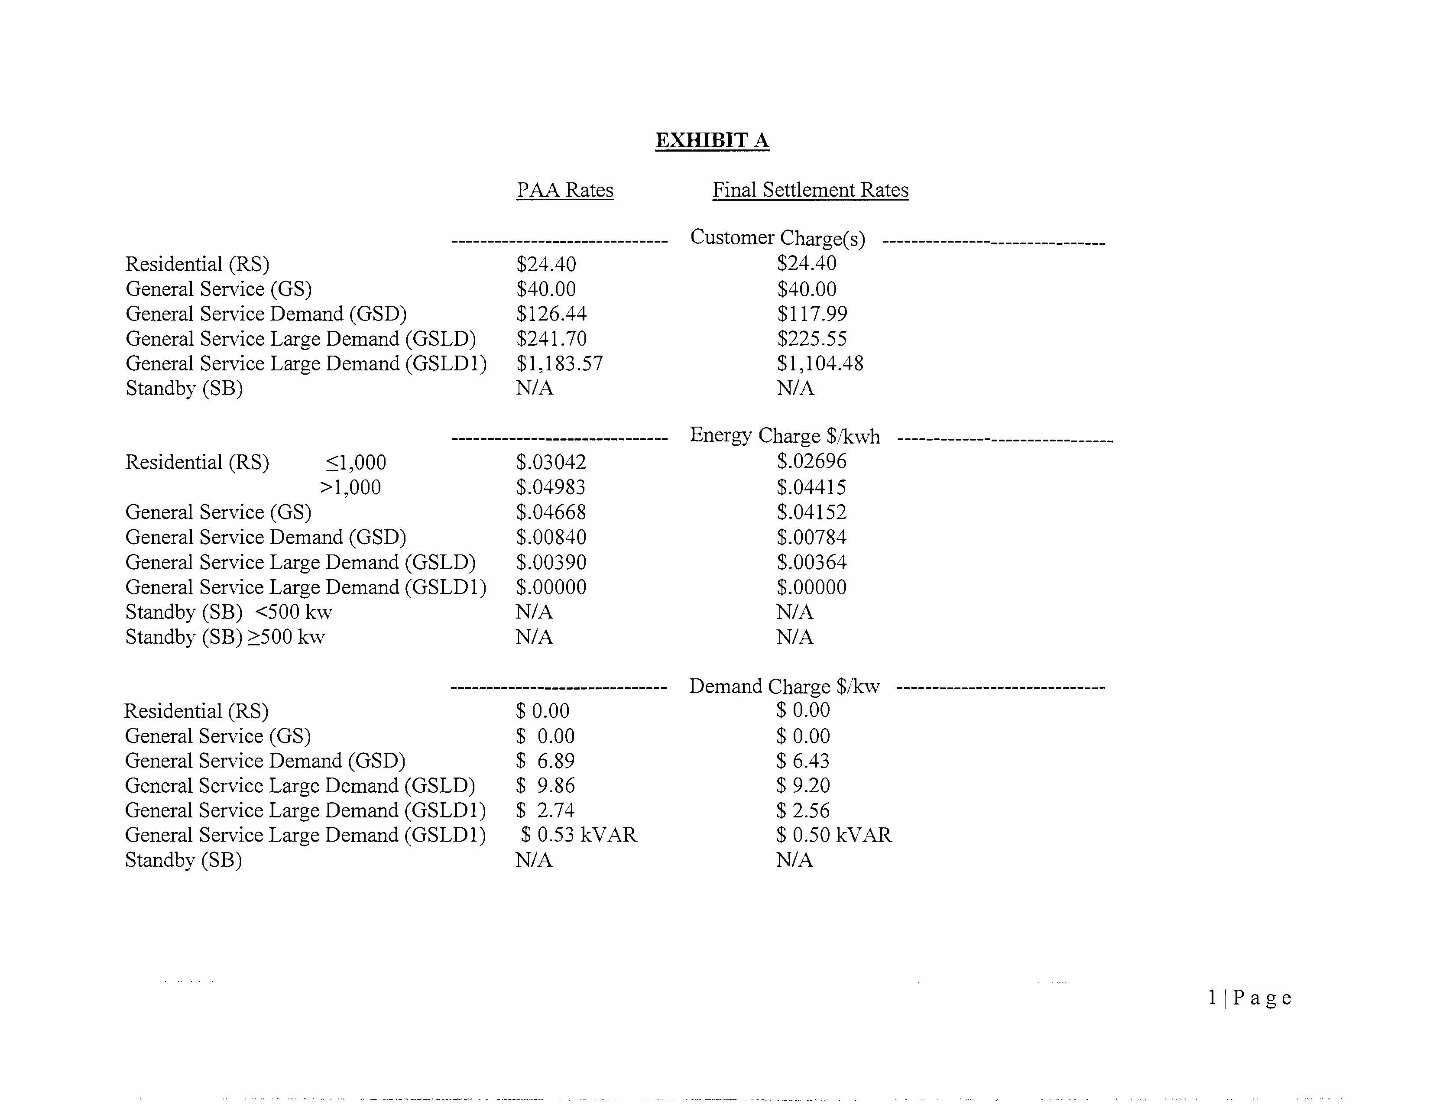 EXHIBIT A
PAA Rates Final Settlement Rates
------------------------------ Customer Charge(s) -------------------------------
Residential (RS) $24.40 $24.40
General Service (GS) $40.00 $40.00
General Service Demand (GSD) $126.44 $117.99
General Service Large Demand (GSLD) $241.70 $225.55
General Service Large Demand (GSLD1) $1,183.57 $1,104.48
Standby (SB) N/A N/A
------------------------------ Energy Charge $/kwh ------------------------------
Residential (RS) ≤1,000 $.03042 $.02696
>1,000 $.04983 $.04415
General Service (GS) $.04668 $.04152
General Service Demand (GSD) $.00840 $.00784
General Service Large Demand (GSLD) $.00390 $.00364
General Service Large Demand (GSLD1) $.00000 $.00000
Standby (SB) <500 kw N/A N/A
Standby (SB) ≥500 kw N/A N/A
------------------------------ Demand Charge $/kw -----------------------------
Residential (RS) $ 0.00 $ 0.00
General Service (GS) $ 0.00 $ 0.00
General Service Demand (GSD) $ 6.89 $ 6.43
General Service Large Demand (GSLD) $ 9.86 $ 9.20
General Service Large Demand (GSLD1) $ 2.74 $ 2.56
General Service Large Demand (GSLD1) $ 0.53 kVAR $ 0.50 kVAR
Standby (SB) N/A N/A
1 | P a g e